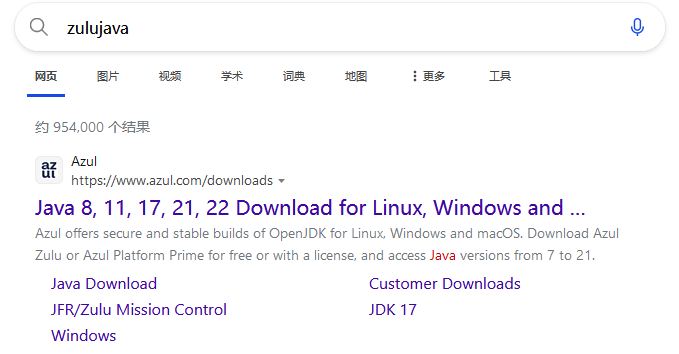 zulujava
网页 图片 视频 学术 词典 地图 更多 工具
约 954,000 个结果
azul
Azul
https://www.azul.com/downloads
Java 8, 11, 17, 21, 22 Download for Linux, Windows and ...
Azul offers secure and stable builds of OpenJDK for Linux, Windows and macOS. Download Azul
Zulu or Azul Platform Prime for free or with a license, and access Java versions from 7 to 21.
Java Download Customer Downloads
JFR/Zulu Mission Control JDK 17
Windows